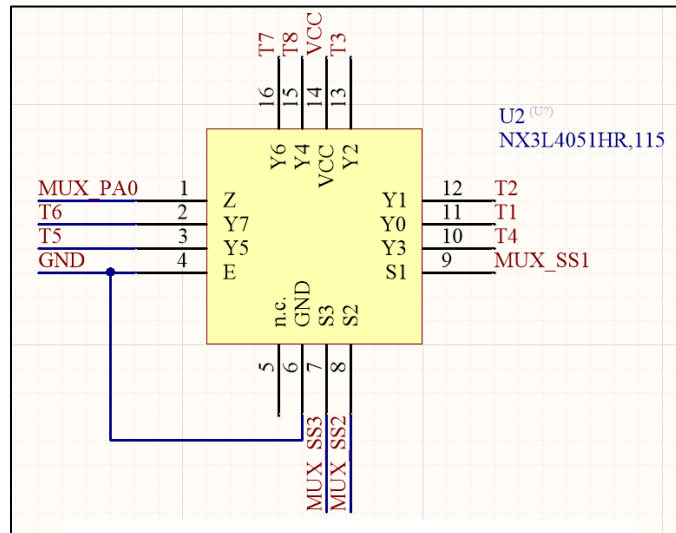 T7
T8
VCC
T3
16
15
14
13
U2 (U?)
NX3L4051HR,115
Y6
Y4
VCC
Y2
MUX_PA0 1 Z Y1 12 T2
T6 2 Y7 Y0 11 T1
T5 3 Y5 Y3 10 T4
GND 4 E S1 9 MUX_SS1
n.c.
GND
S3
S2
5
6
7
8
MUX_SS3
MUX_SS2